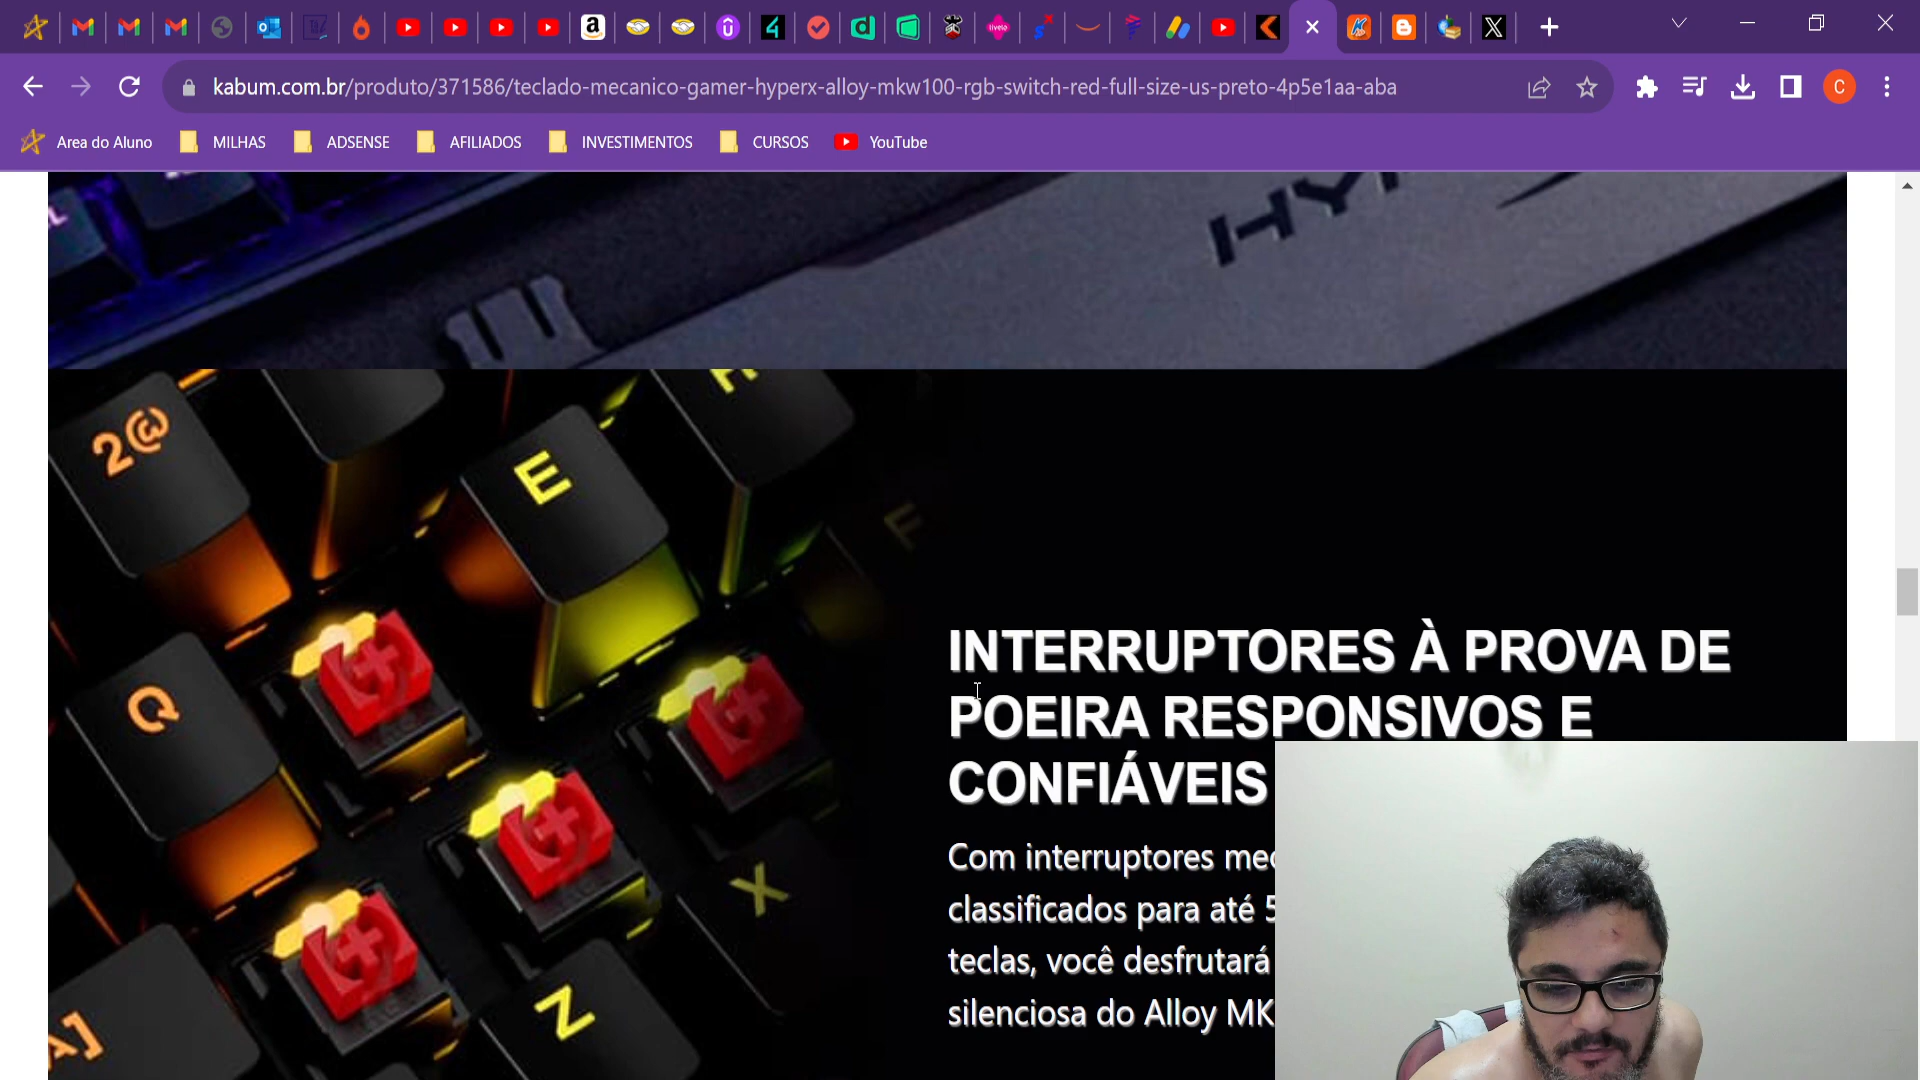 kabum.com.br/produto/371586/teclado-mecanico-gamer-hyperx-alloy-mkw100-rgb-switch-red-full-size-us-preto-4p5e1aa-aba
C
Area do Aluno
MILHAS
ADSENSE
AFILIADOS
INVESTIMENTOS
CURSOS
YouTube
HY
2@
E
R
F
Q
X
Z
A]
INTERRUPTORES À PROVA DE
POEIRA RESPONSIVOS E
CONFIÁVEIS
Com interruptores
classificados para até
teclas, você desfrutará
silenciosa do Alloy MK